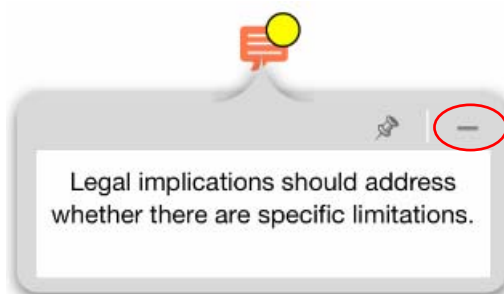 Legal implications should address
whether there are specific limitations.